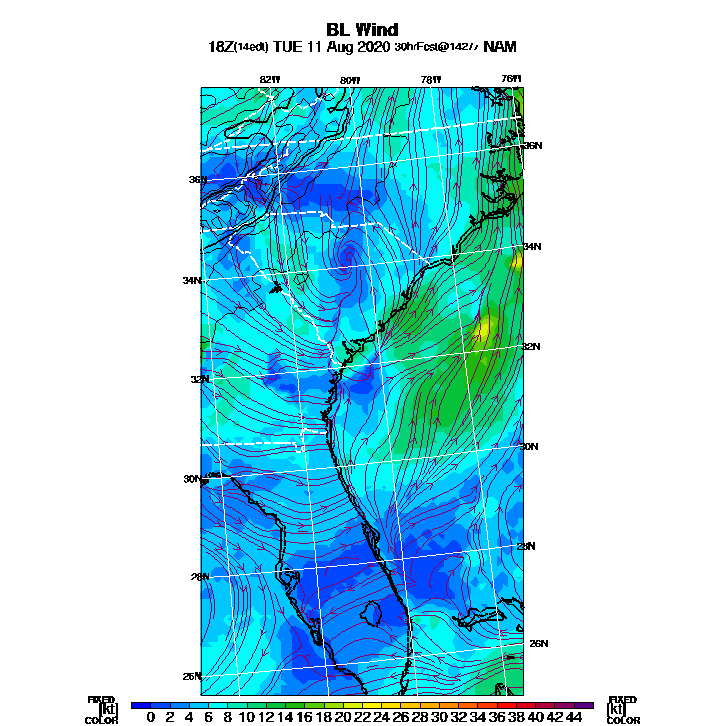 BL Wind
18Z(14edt) TUE 11 Aug 2020 30hrFcst@1427z NAM
82W 80W 78W 76W
36N
36N
34N
34N
32N
32N
30N
30N
28N
28N
26N
26N
FIXED FIXED
[kt] 0 2 4 6 8 10 12 14 16 18 20 22 24 26 28 30 32 34 36 38 40 42 44 [kt]
COLOR COLOR